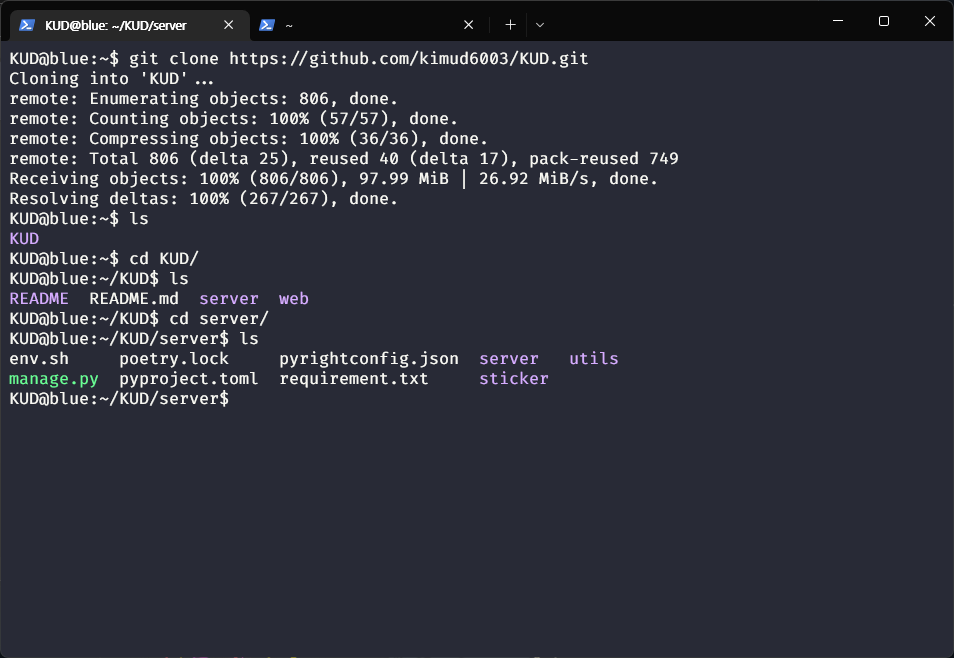 KUD@blue: ~/KUD/server
~
KUD@blue:~$ git clone https://github.com/kimud6003/KUD.git
Cloning into 'KUD'...
remote: Enumerating objects: 806, done.
remote: Counting objects: 100% (57/57), done.
remote: Compressing objects: 100% (36/36), done.
remote: Total 806 (delta 25), reused 40 (delta 17), pack-reused 749
Receiving objects: 100% (806/806), 97.99 MiB | 26.92 MiB/s, done.
Resolving deltas: 100% (267/267), done.
KUD@blue:~$ ls
KUD
KUD@blue:~$ cd KUD/
KUD@blue:~/KUD$ ls
README  README.md  server  web
KUD@blue:~/KUD$ cd server/
KUD@blue:~/KUD/server$ ls
env.sh     poetry.lock     pyrightconfig.json  server   utils
manage.py  pyproject.toml  requirement.txt     sticker
KUD@blue:~/KUD/server$